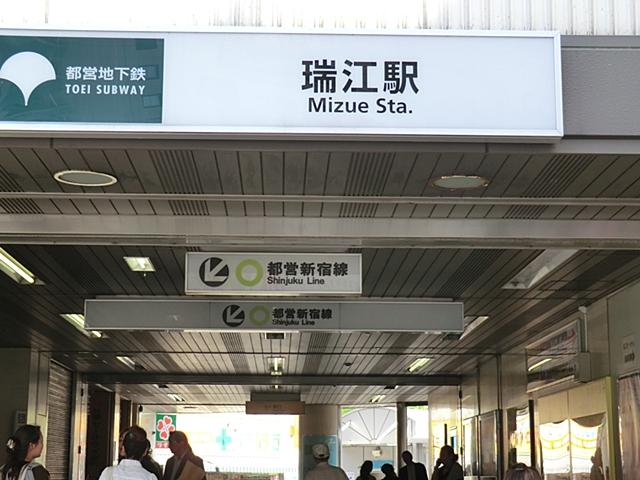 都営地下鉄
TOEI SUBWAY
瑞江駅
Mizue Sta.
都営新宿線
Shinjuku Line
都営新宿線
Shinjuku Line